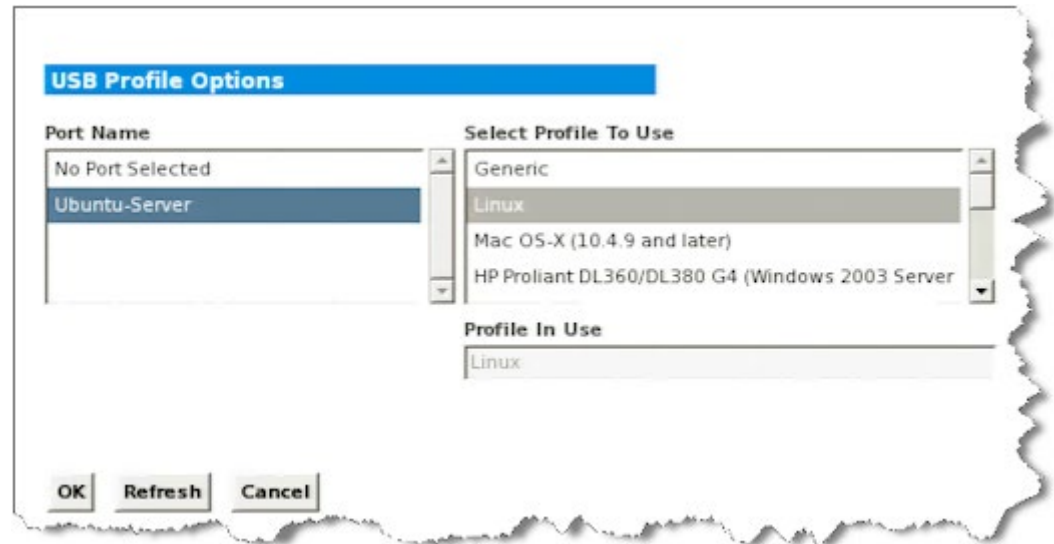 USB Profile Options
Port Name
No Port Selected
Ubuntu-Server
Select Profile To Use
Generic
Linux
Mac OS-X (10.4.9 and later)
HP Proliant DL360/DL380 G4 (Windows 2003 Server
Profile In Use
Linux
OK Refresh Cancel